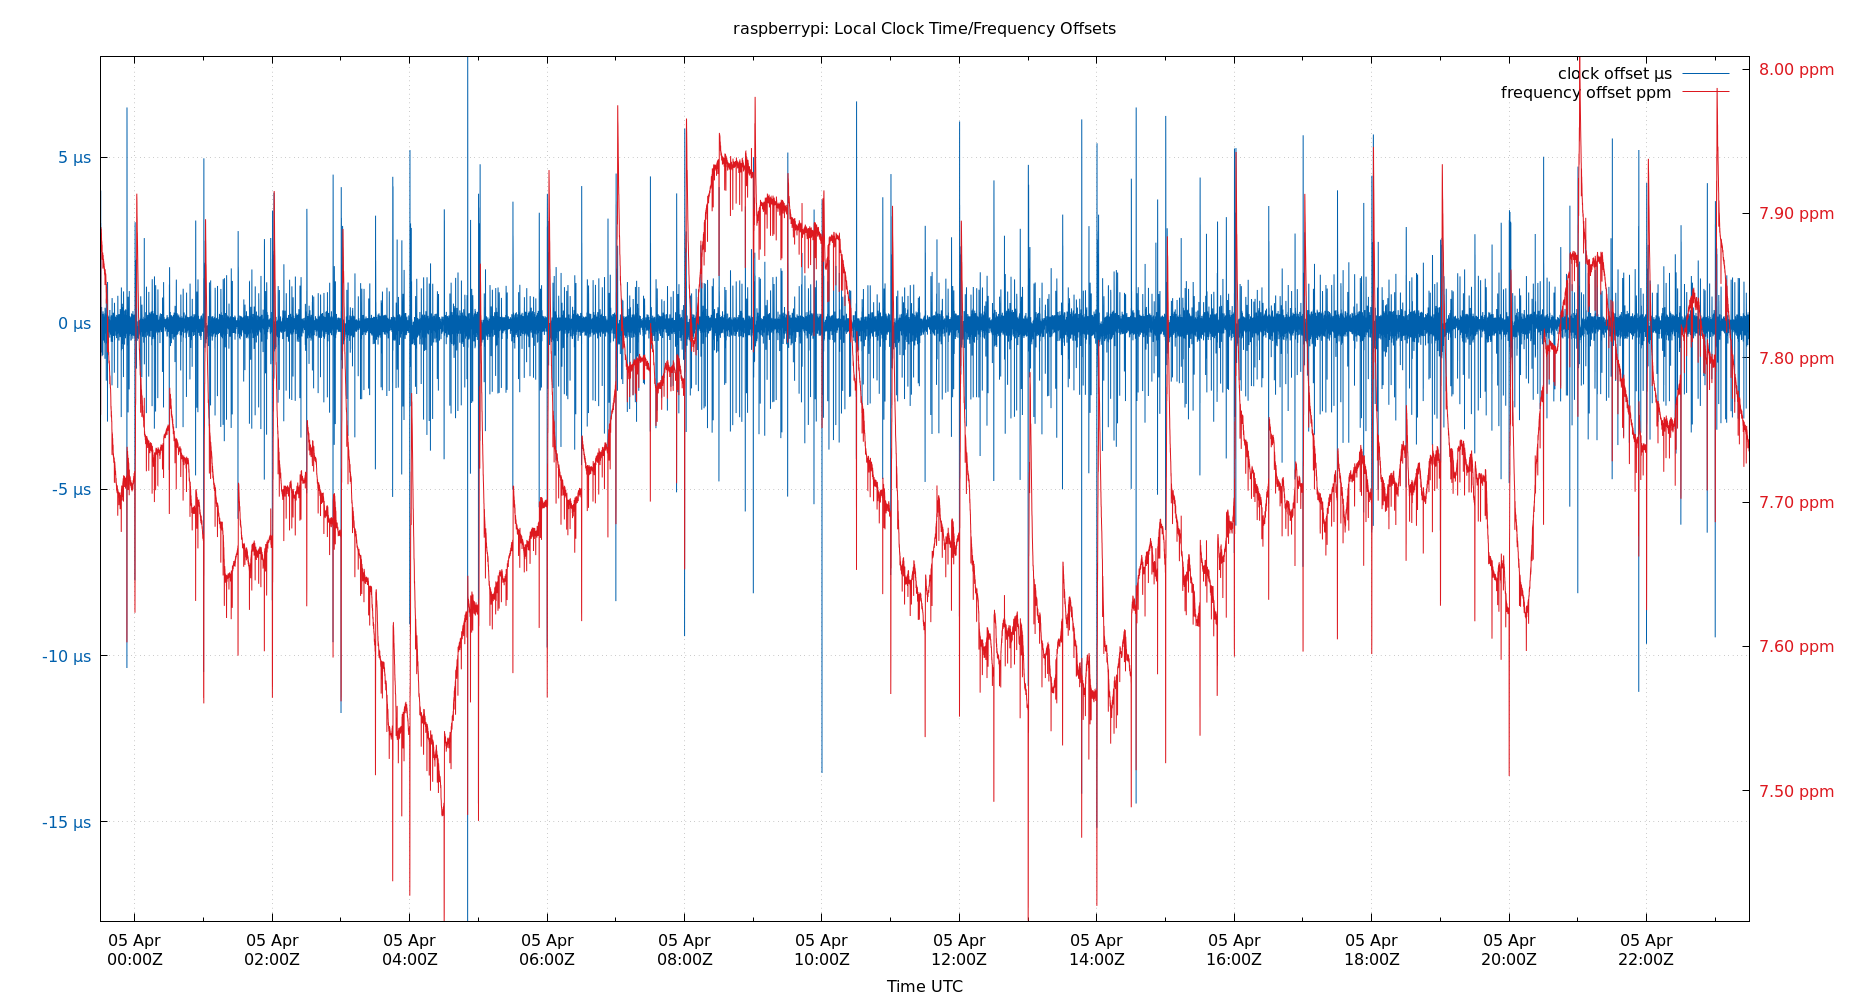 raspberrypi: Local Clock Time/Frequency Offsets
clock offset µs
frequency offset ppm
5 µs
0 µs
-5 µs
-10 µs
-15 µs
8.00 ppm
7.90 ppm
7.80 ppm
7.70 ppm
7.60 ppm
7.50 ppm
05 Apr 05 Apr 05 Apr 05 Apr 05 Apr 05 Apr 05 Apr 05 Apr 05 Apr 05 Apr 05 Apr 05 Apr
00:00Z 02:00Z 04:00Z 06:00Z 08:00Z 10:00Z 12:00Z 14:00Z 16:00Z 18:00Z 20:00Z 22:00Z
Time UTC